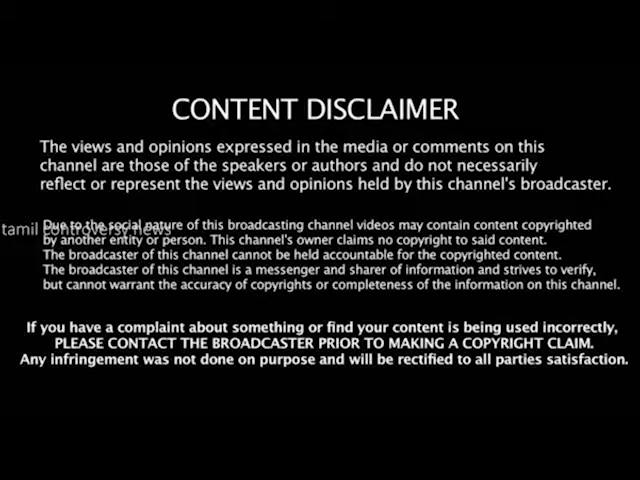 CONTENT DISCLAIMER
The views and opinions expressed in the media or comments on this
channel are those of the speakers or authors and do not necessarily
reflect or represent the views and opinions held by this channel's broadcaster.
Due to the social nature of this broadcasting channel videos may contain content copyrighted
tamil controversy news
by another entity or person. This channel's owner claims no copyright to said content.
The broadcaster of this channel cannot be held accountable for the copyrighted content.
The broadcaster of this channel is a messenger and sharer of information and strives to verify,
but cannot warrant the accuracy of copyrights or completeness of the information on this channel.
If you have a complaint about something or find your content is being used incorrectly,
PLEASE CONTACT THE BROADCASTER PRIOR TO MAKING A COPYRIGHT CLAIM.
Any infringement was not done on purpose and will be rectified to all parties satisfaction.